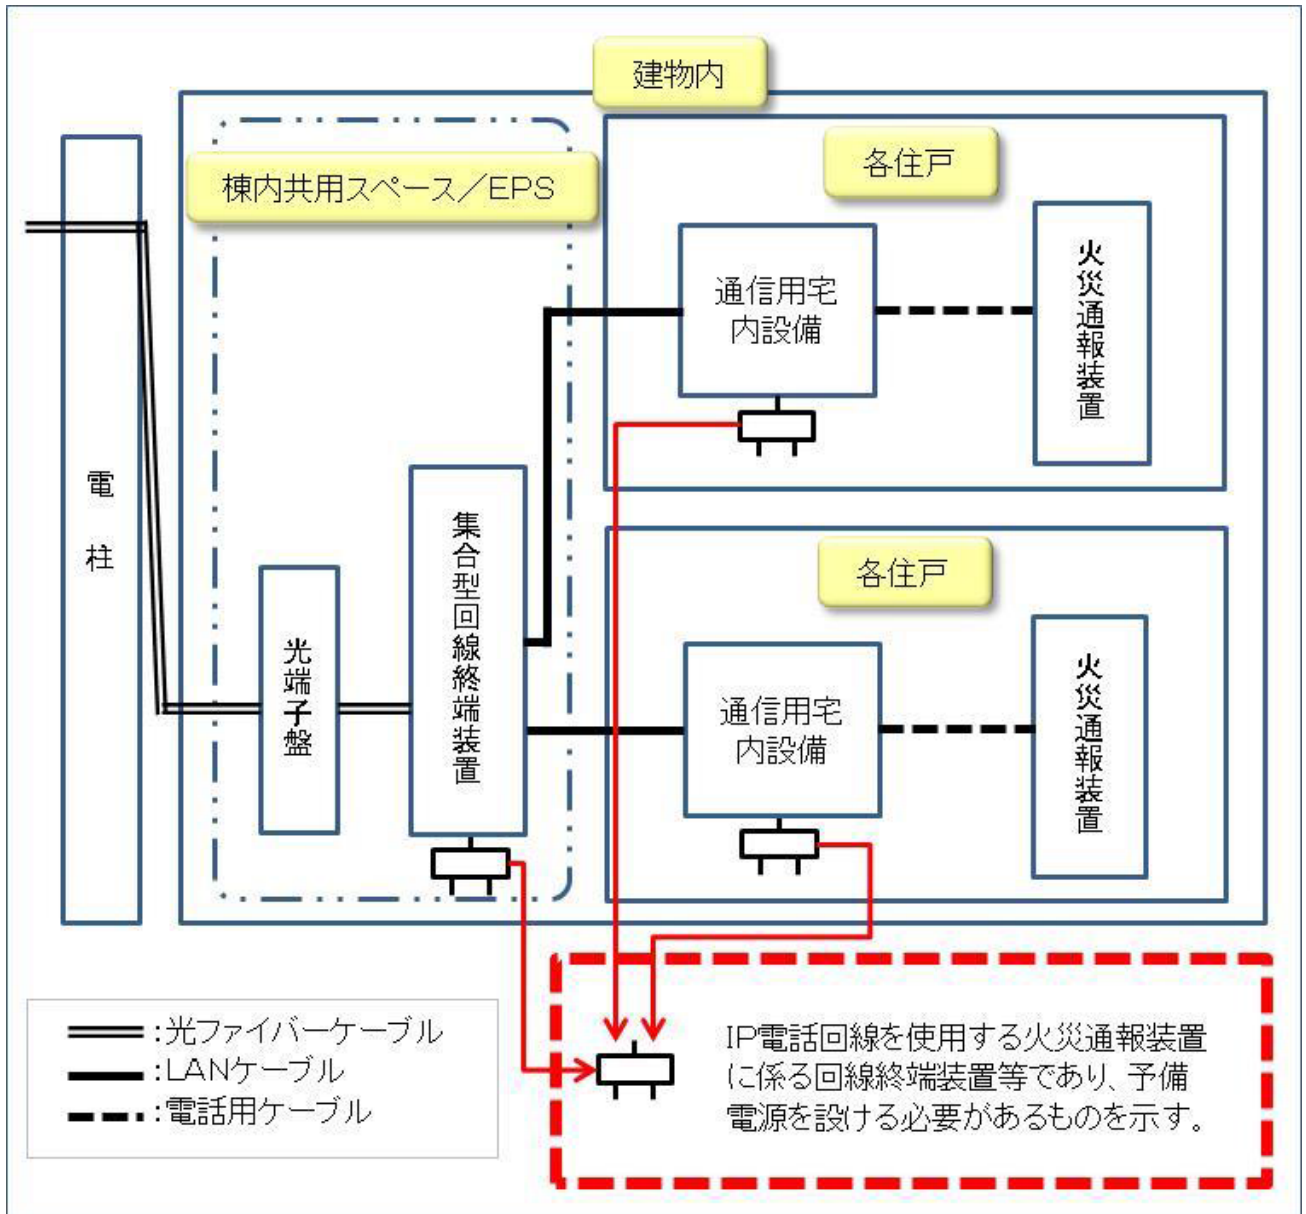 建物内
棟内共用スペース／EPS
各住戸
電柱
光端子盤
集合型回線終端装置
通信用宅
内設備
火災通報装置
各住戸
通信用宅
内設備
火災通報装置
:光ファイバーケーブル
:LANケーブル
:電話用ケーブル
IP電話回線を使用する火災通報装置
に係る回線終端装置等であり、予備
電源を設ける必要があるものを示す。